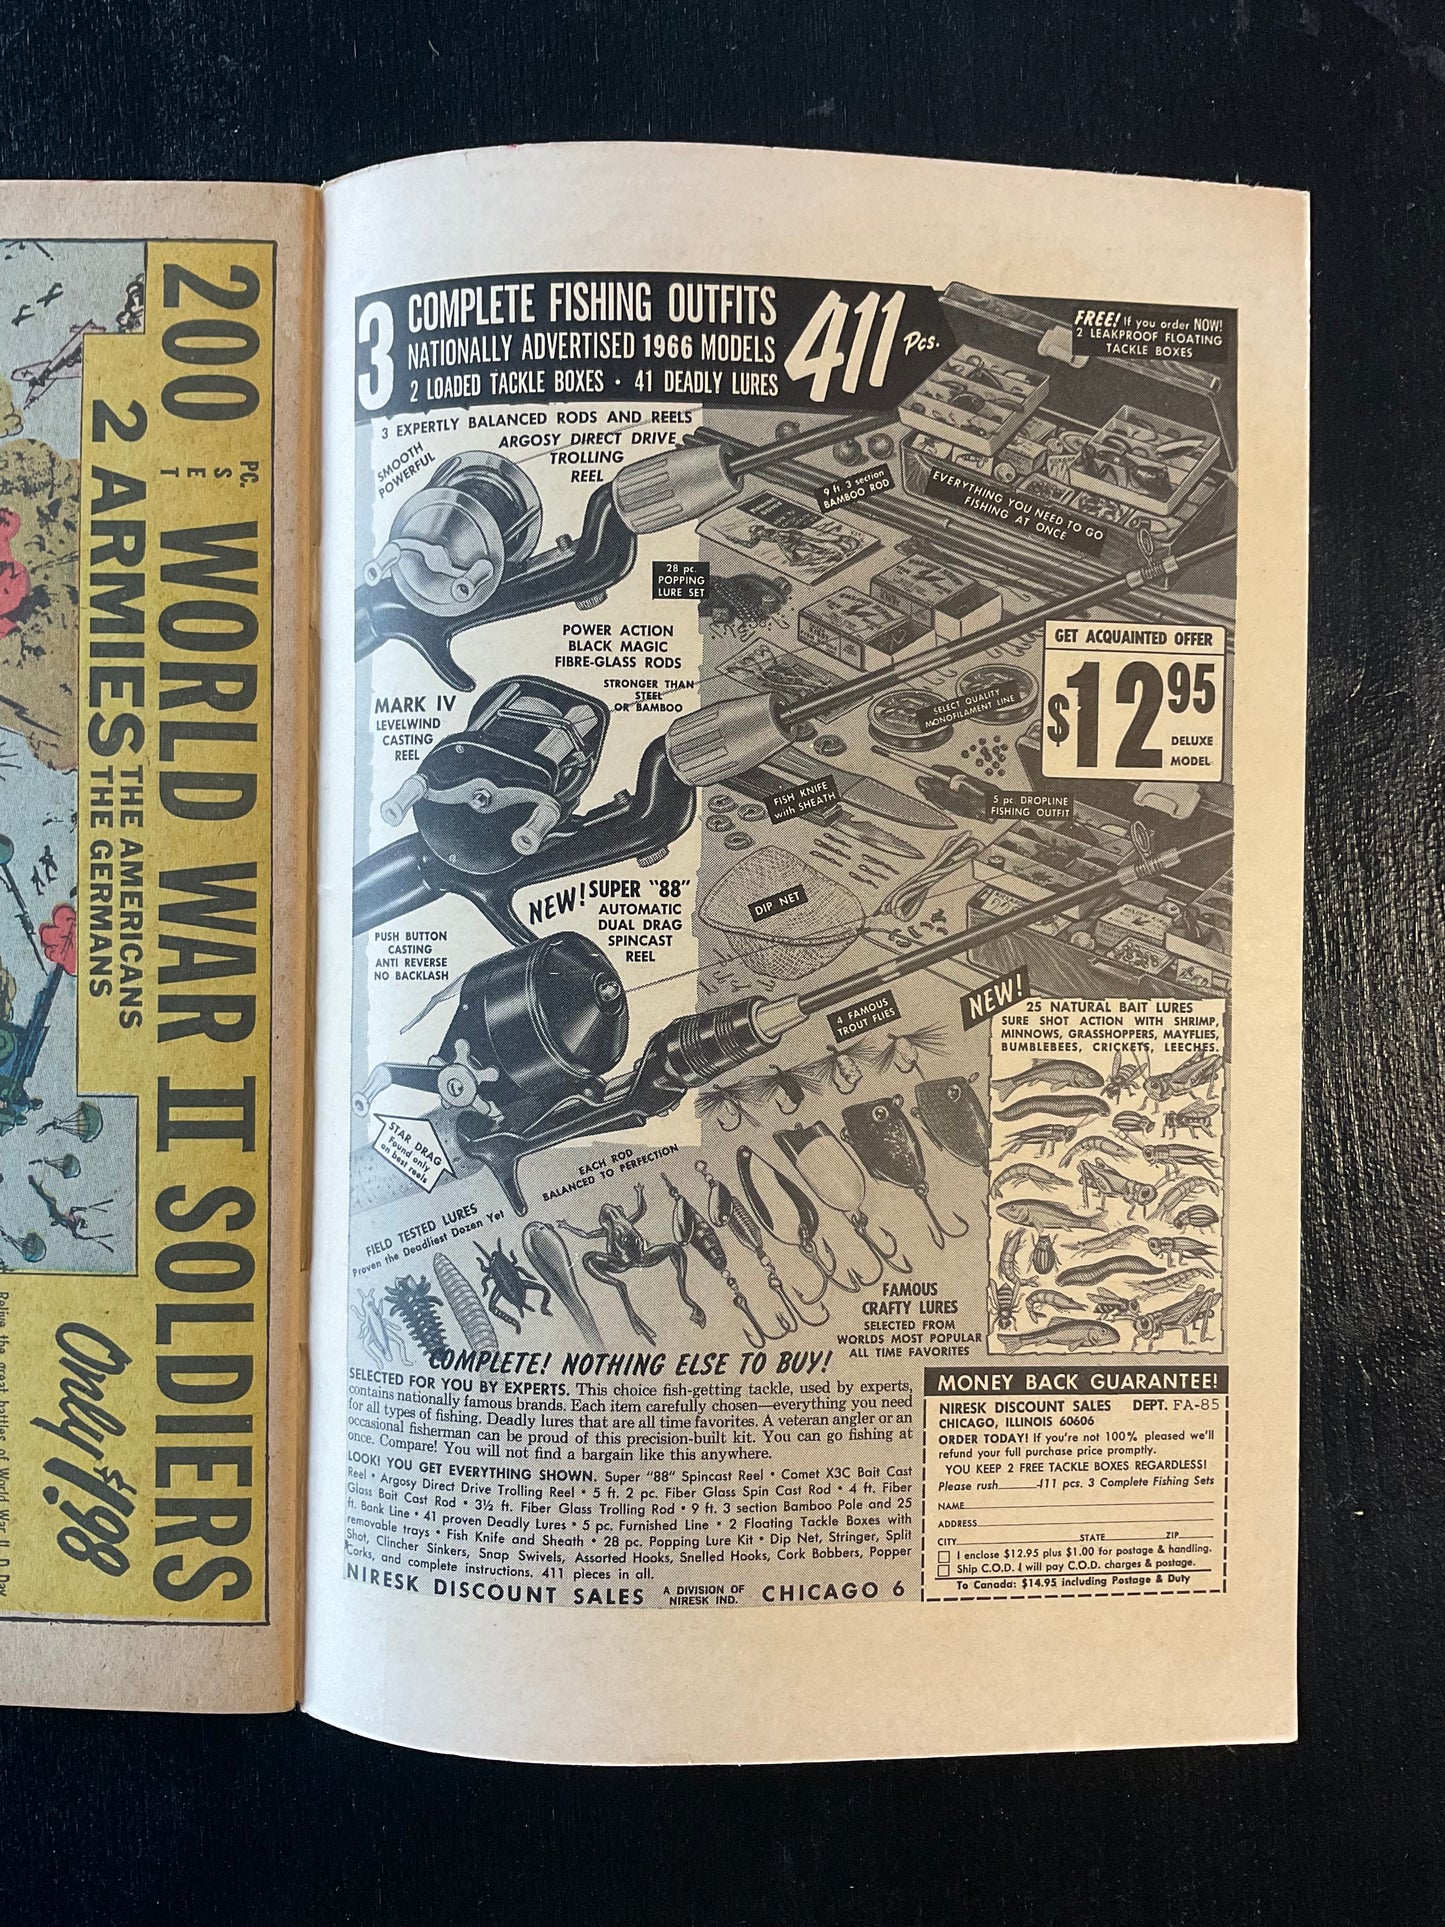 200 PC. SET WORLD WAR II SOLDIERS
2 ARMIES THE AMERICANS
THE GERMANS
Only $1.98
3 COMPLETE FISHING OUTFITS
NATIONALLY ADVERTISED 1966 MODELS
2 LOADED TACKLE BOXES • 41 DEADLY LURES
411 Pcs.
FREE! If you order NOW!
2 LEAKPROOF FLOATING
TACKLE BOXES
3 EXPERTLY BALANCED RODS AND REELS
SMOOTH
POWERFUL
ARGOSY DIRECT DRIVE
TROLLING
REEL
9 ft. 3 section
BAMBOO ROD
EVERYTHING YOU NEED TO GO
FISHING AT ONCE
28 pc.
POPPING
LURE SET
POWER ACTION
BLACK MAGIC
FIBRE-GLASS RODS
STRONGER THAN
STEEL
OR BAMBOO
GET ACQUAINTED OFFER
$12.95
DELUXE
MODEL
MARK IV
LEVELWIND
CASTING
REEL
SELECT QUALITY
MONOFILAMENT LINE
FISH KNIFE
with SHEATH
5 pc. DROPLINE
FISHING OUTFIT
DIP NET
NEW! SUPER "88"
AUTOMATIC
DUAL DRAG
SPINCAST
REEL
PUSH BUTTON
CASTING
ANTI REVERSE
NO BACKLASH
4 FAMOUS
TROUT FLIES
NEW!
25 NATURAL BAIT LURES
SURE SHOT ACTION WITH SHRIMP,
MINNOWS, GRASSHOPPERS, MAYFLIES,
BUMBLEBEES, CRICKETS, LEECHES.
STAR DRAG
Found only
on best reels
EACH ROD
BALANCED TO PERFECTION
FIELD TESTED LURES
Proven the Deadliest Dozen Yet
FAMOUS
CRAFTY LURES
SELECTED FROM
WORLDS MOST POPULAR
ALL TIME FAVORITES
COMPLETE! NOTHING ELSE TO BUY!
SELECTED FOR YOU BY EXPERTS. This choice fish-getting tackle, used by experts,
contains nationally famous brands. Each item carefully chosen—everything you need
for all types of fishing. Deadly lures that are all time favorites. A veteran angler or an
occasional fisherman can be proud of this precision-built kit. You can go fishing at
once. Compare! You will not find a bargain like this anywhere.
LOOK! YOU GET EVERYTHING SHOWN. Super "88" Spincast Reel • Comet X3C Bait Cast
Reel • Argosy Direct Drive Trolling Reel • 5 ft. 2 pc. Fiber Glass Spin Cast Rod • 4 ft. Fiber
Glass Bait Cast Rod • 3½ ft. Fiber Glass Trolling Rod • 9 ft. 3 section Bamboo Pole and 25
ft. Bank Line • 41 proven Deadly Lures • 5 pc. Furnished Line • 2 Floating Tackle Boxes with
removable trays • Fish Knife and Sheath • 28 pc. Popping Lure Kit • Dip Net, Stringer, Split
Shot, Clincher Sinkers, Snap Swivels, Assorted Hooks, Snelled Hooks, Cork Bobbers, Popper
Corks, and complete instructions. 411 pieces in all.
NIRESK DISCOUNT SALES A DIVISION OF NIRESK IND. CHICAGO 6
MONEY BACK GUARANTEE!
NIRESK DISCOUNT SALES DEPT. FA-85
CHICAGO, ILLINOIS 60606
ORDER TODAY! If you're not 100% pleased we'll
refund your full purchase price promptly.
YOU KEEP 2 FREE TACKLE BOXES REGARDLESS!
Please rush 411 pcs. 3 Complete Fishing Sets
NAME
ADDRESS
CITY STATE ZIP
I enclose $12.95 plus $1.00 for postage & handling.
Ship C.O.D. I will pay C.O.D. charges & postage.
To Canada: $14.95 including Postage & Duty